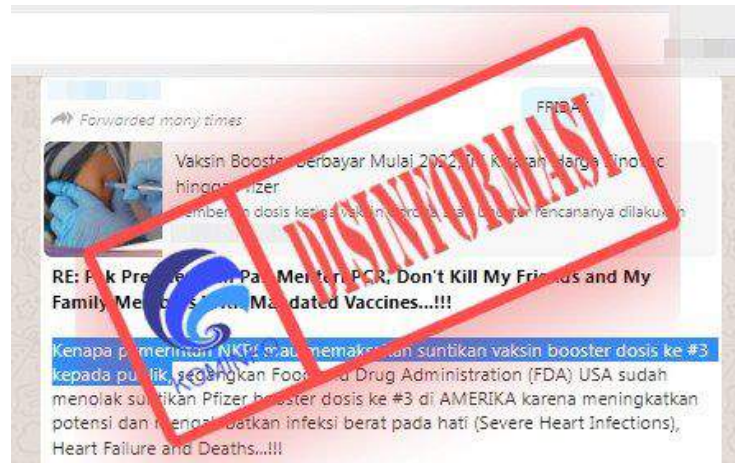 Forwarded many times
FRIDAY
Vaksin Booster Berbayar Mulai 2022, Harga Sinovac
hingga Pfizer
dosis ketiga vaksin rencananya dilakukan
RE: Pak Pak Menteri PCR, Don't Kill My Friends and My
Family Mandated Vaccines...!!!
Kenapa pemerintah NKRI mau memaksakan suntikan vaksin booster dosis ke #3
kepada publik, sedangkan Food and Drug Administration (FDA) USA sudah
menolak suntikan Pfizer booster dosis ke #3 di AMERIKA karena meningkatkan
potensi dan mengakibatkan infeksi berat pada hati (Severe Heart Infections),
Heart Failure and Deaths...!!!
DISINFORMASI
KOMINFO